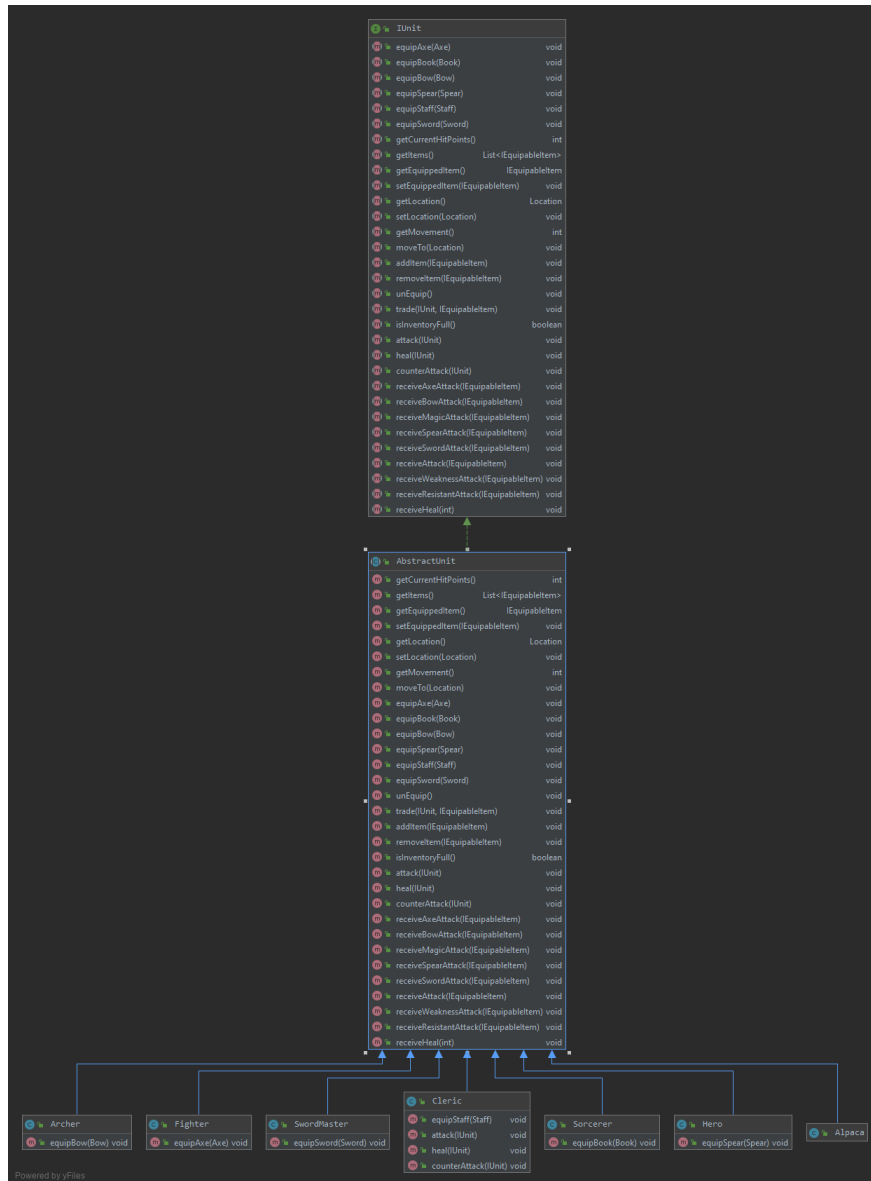 IUnit
equipAxe(Axe) void
equipBook(Book) void
equipBow(Bow) void
equipSpear(Spear) void
equipStaff(Staff) void
equipSword(Sword) void
getCurrentHitPoints() int
getItems() List<IEquipableItem>
getEquippedItem() IEquipableItem
setEquippedItem(IEquipableItem) void
getLocation() Location
setLocation(Location) void
getMovement() int
moveTo(Location) void
addItem(IEquipableItem) void
removeItem(IEquipableItem) void
unEquip() void
trade(IUnit, IEquipableItem) void
isInventoryFull() boolean
attack(IUnit) void
heal(IUnit) void
counterAttack(IUnit) void
receiveAxeAttack(IEquipableItem) void
receiveBowAttack(IEquipableItem) void
receiveMagicAttack(IEquipableItem) void
receiveSpearAttack(IEquipableItem) void
receiveSwordAttack(IEquipableItem) void
receiveAttack(IEquipableItem) void
receiveWeaknessAttack(IEquipableItem) void
receiveResistantAttack(IEquipableItem) void
receiveHeal(int) void
AbstractUnit
getCurrentHitPoints() int
getItems() List<IEquipableItem>
getEquippedItem() IEquipableItem
setEquippedItem(IEquipableItem) void
getLocation() Location
setLocation(Location) void
getMovement() int
moveTo(Location) void
equipAxe(Axe) void
equipBook(Book) void
equipBow(Bow) void
equipSpear(Spear) void
equipStaff(Staff) void
equipSword(Sword) void
unEquip() void
trade(IUnit, IEquipableItem) void
addItem(IEquipableItem) void
removeItem(IEquipableItem) void
isInventoryFull() boolean
attack(IUnit) void
heal(IUnit) void
counterAttack(IUnit) void
receiveAxeAttack(IEquipableItem) void
receiveBowAttack(IEquipableItem) void
receiveMagicAttack(IEquipableItem) void
receiveSpearAttack(IEquipableItem) void
receiveSwordAttack(IEquipableItem) void
receiveAttack(IEquipableItem) void
receiveWeaknessAttack(IEquipableItem) void
receiveResistantAttack(IEquipableItem) void
receiveHeal(int) void
Archer
equipBow(Bow) void
Fighter
equipAxe(Axe) void
SwordMaster
equipSword(Sword) void
Cleric
equipStaff(Staff) void
attack(IUnit) void
heal(IUnit) void
counterAttack(IUnit) void
Sorcerer
equipBook(Book) void
Hero
equipSpear(Spear) void
Alpaca
Powered by yFiles